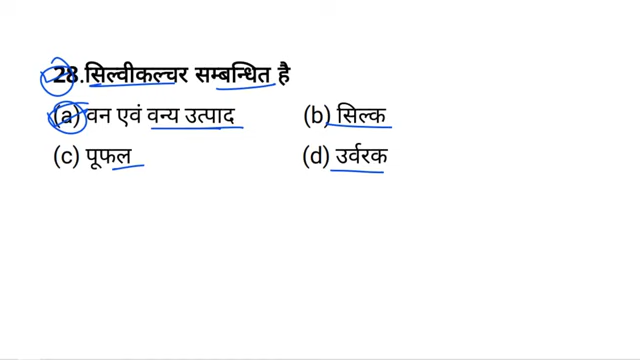 28.सिल्वीकल्चर सम्बन्धित है
(a) वन एवं वन्य उत्पाद (b) सिल्क
(c) पूफल (d) उर्वरक